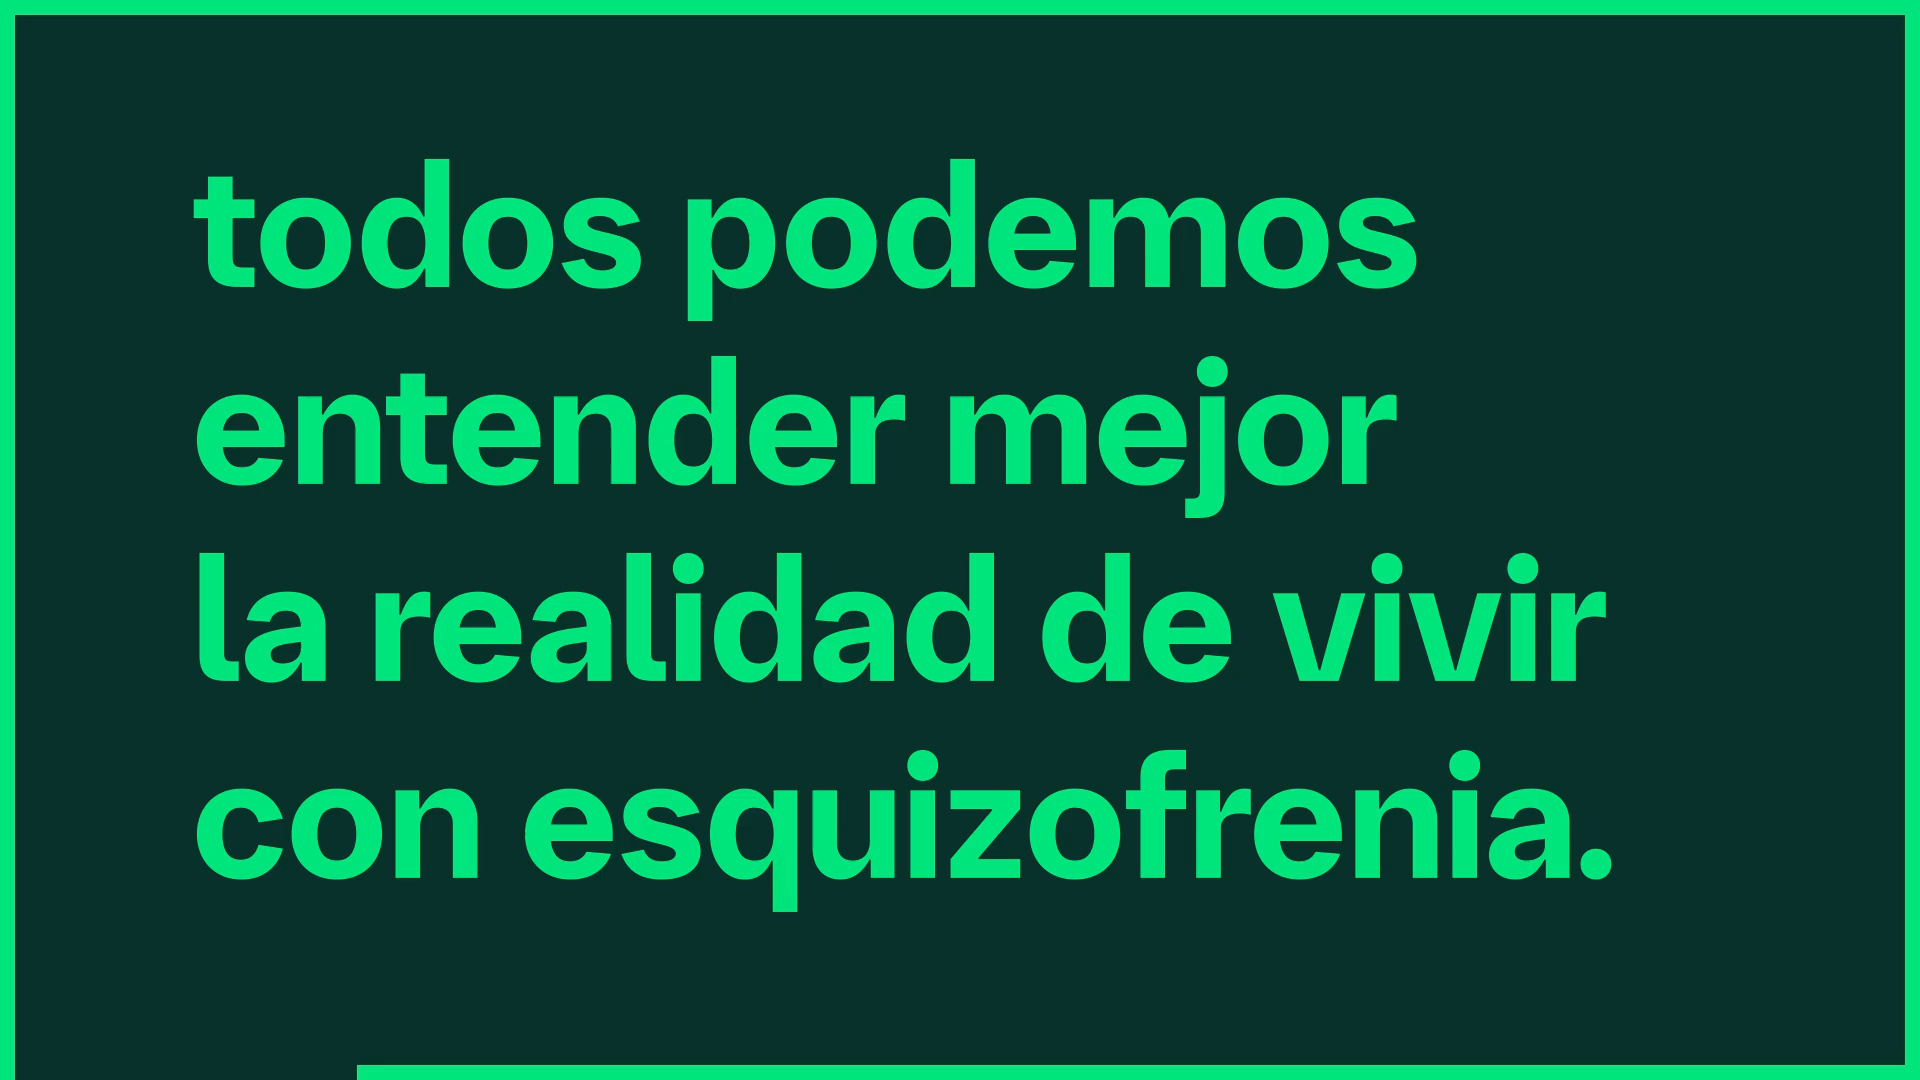 todos podemos
entender mejor
la realidad de vivir
con esquizofrenia.